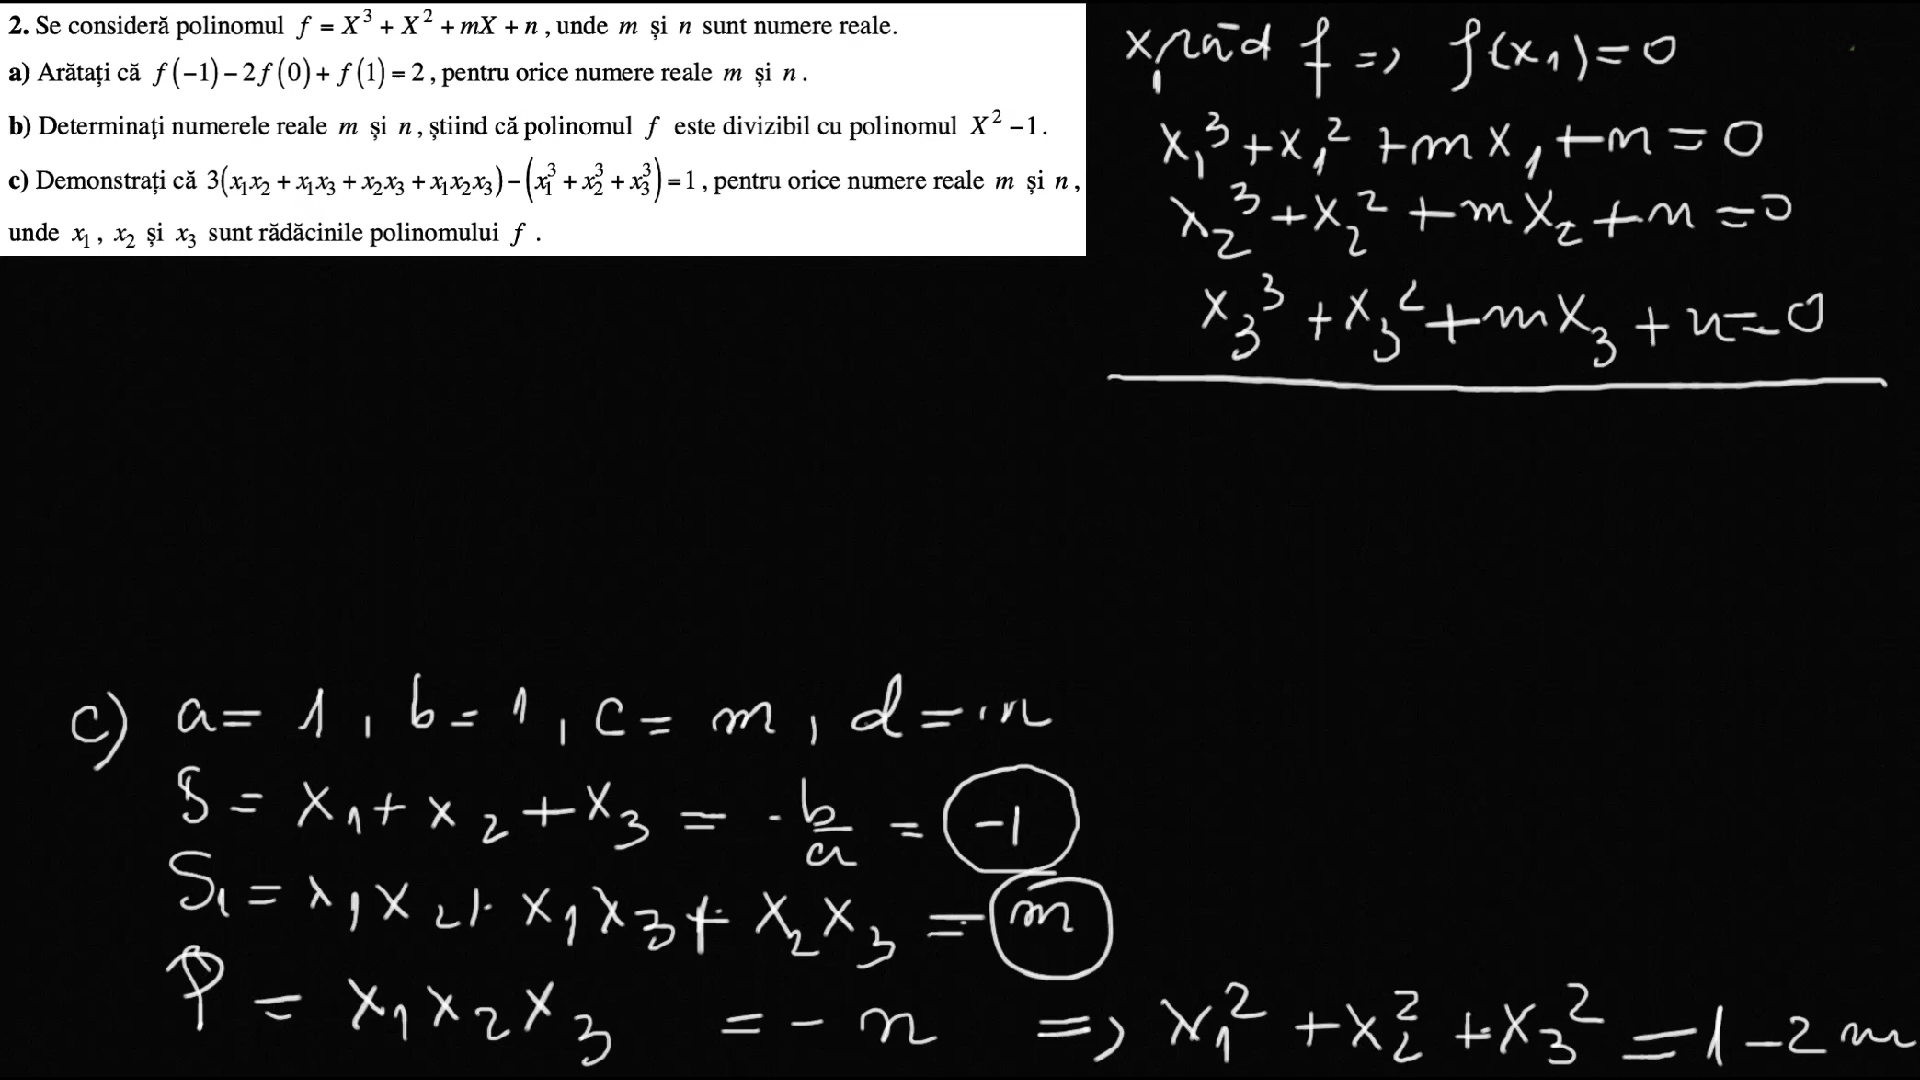 2. Se consideră polinomul f = X³ + X² + mX + n, unde m și n sunt numere reale.
a) Arătați că f(−1) − 2f(0) + f(1) = 2, pentru orice numere reale m și n.
b) Determinați numerele reale m și n, știind că polinomul f este divizibil cu polinomul X² − 1.
c) Demonstrați că 3(x₁x₂ + x₁x₃ + x₂x₃ + x₁x₂x₃) − (x₁³ + x₂³ + x₃³) = 1, pentru orice numere reale m și n,
unde x₁, x₂ și x₃ sunt rădăcinile polinomului f.
x₁ răd f => f(x₁) = 0
x₁³ + x₁² + mx₁ + n = 0
x₂³ + x₂² + mx₂ + n = 0
x₃³ + x₃² + mx₃ + n = 0
c) a = 1, b = 1, c = m, d = n
S = x₁ + x₂ + x₃ = -b/a = -1
S₁ = x₁x₂ + x₁x₃ + x₂x₃ = m
P = x₁x₂x₃ = -n => x₁² + x₂² + x₃² = 1 - 2m